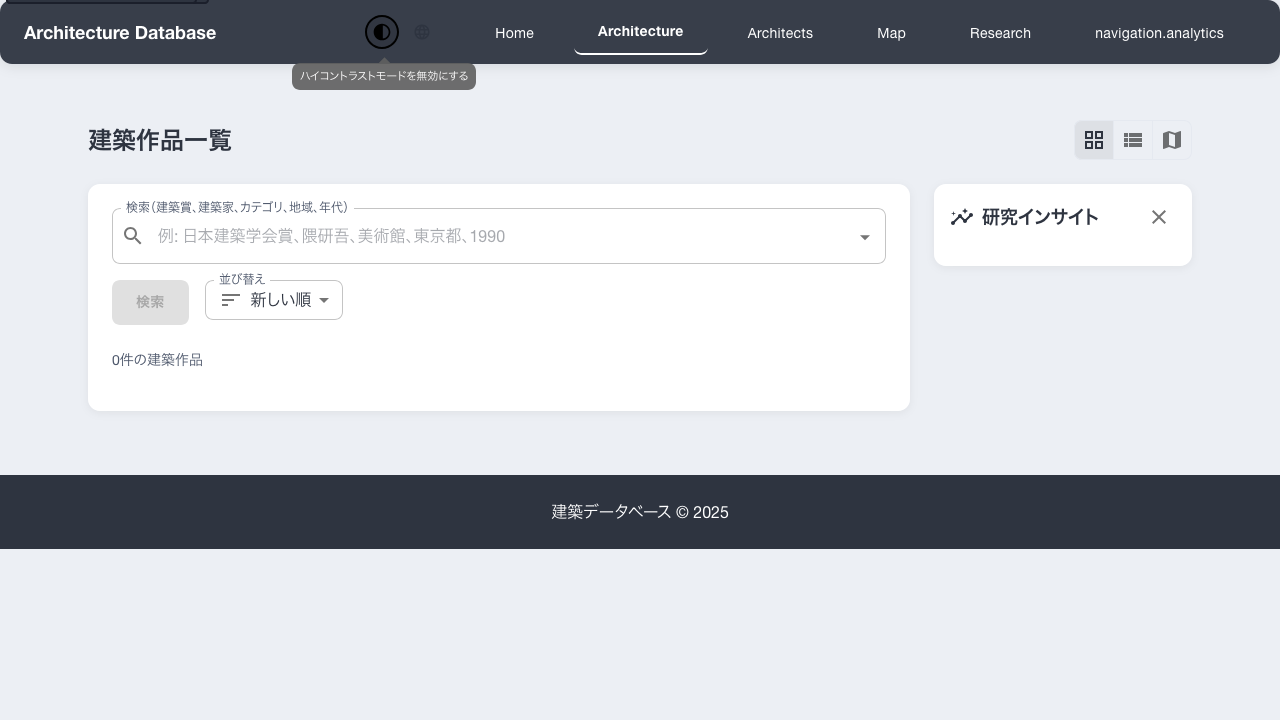 Architecture Database
Home
Architecture
Architects
Map
Research
navigation.analytics
ハイコントラストモードを無効にする
建築作品一覧
検索（建築賞、建築家、カテゴリ、地域、年代）
例: 日本建築学会賞、隈研吾、美術館、東京都、1990
検索
並び替え
新しい順
0件の建築作品
研究インサイト
建築データベース © 2025